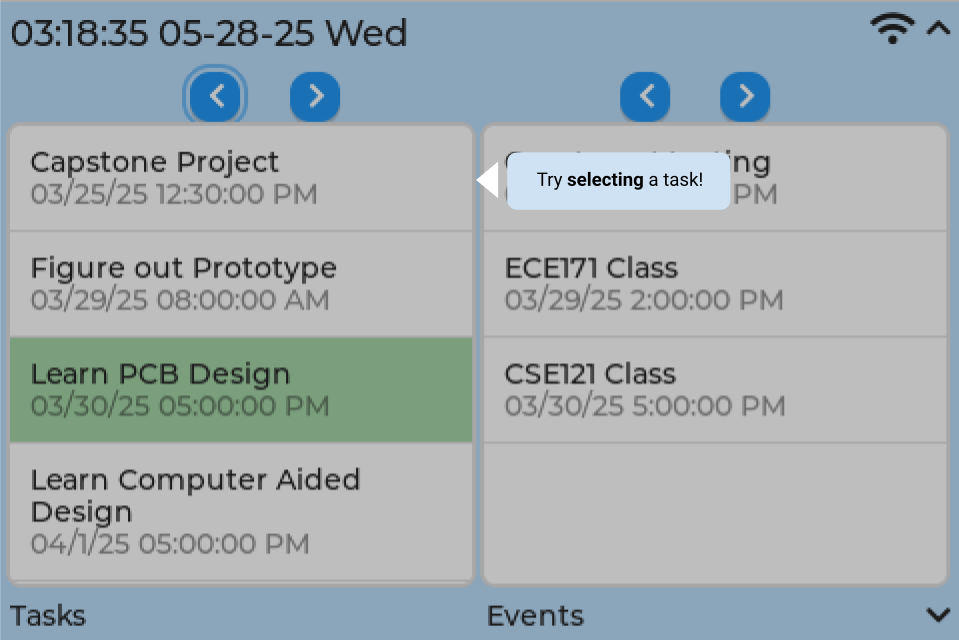 03:18:35 05-28-25 Wed
Capstone Project
03/25/25 12:30:00 PM
Figure out Prototype
03/29/25 08:00:00 AM
Learn PCB Design
03/30/25 05:00:00 PM
Learn Computer Aided
Design
04/1/25 05:00:00 PM
Tasks
Try selecting a task!
PM
ECE171 Class
03/29/25 2:00:00 PM
CSE121 Class
03/30/25 5:00:00 PM
Events